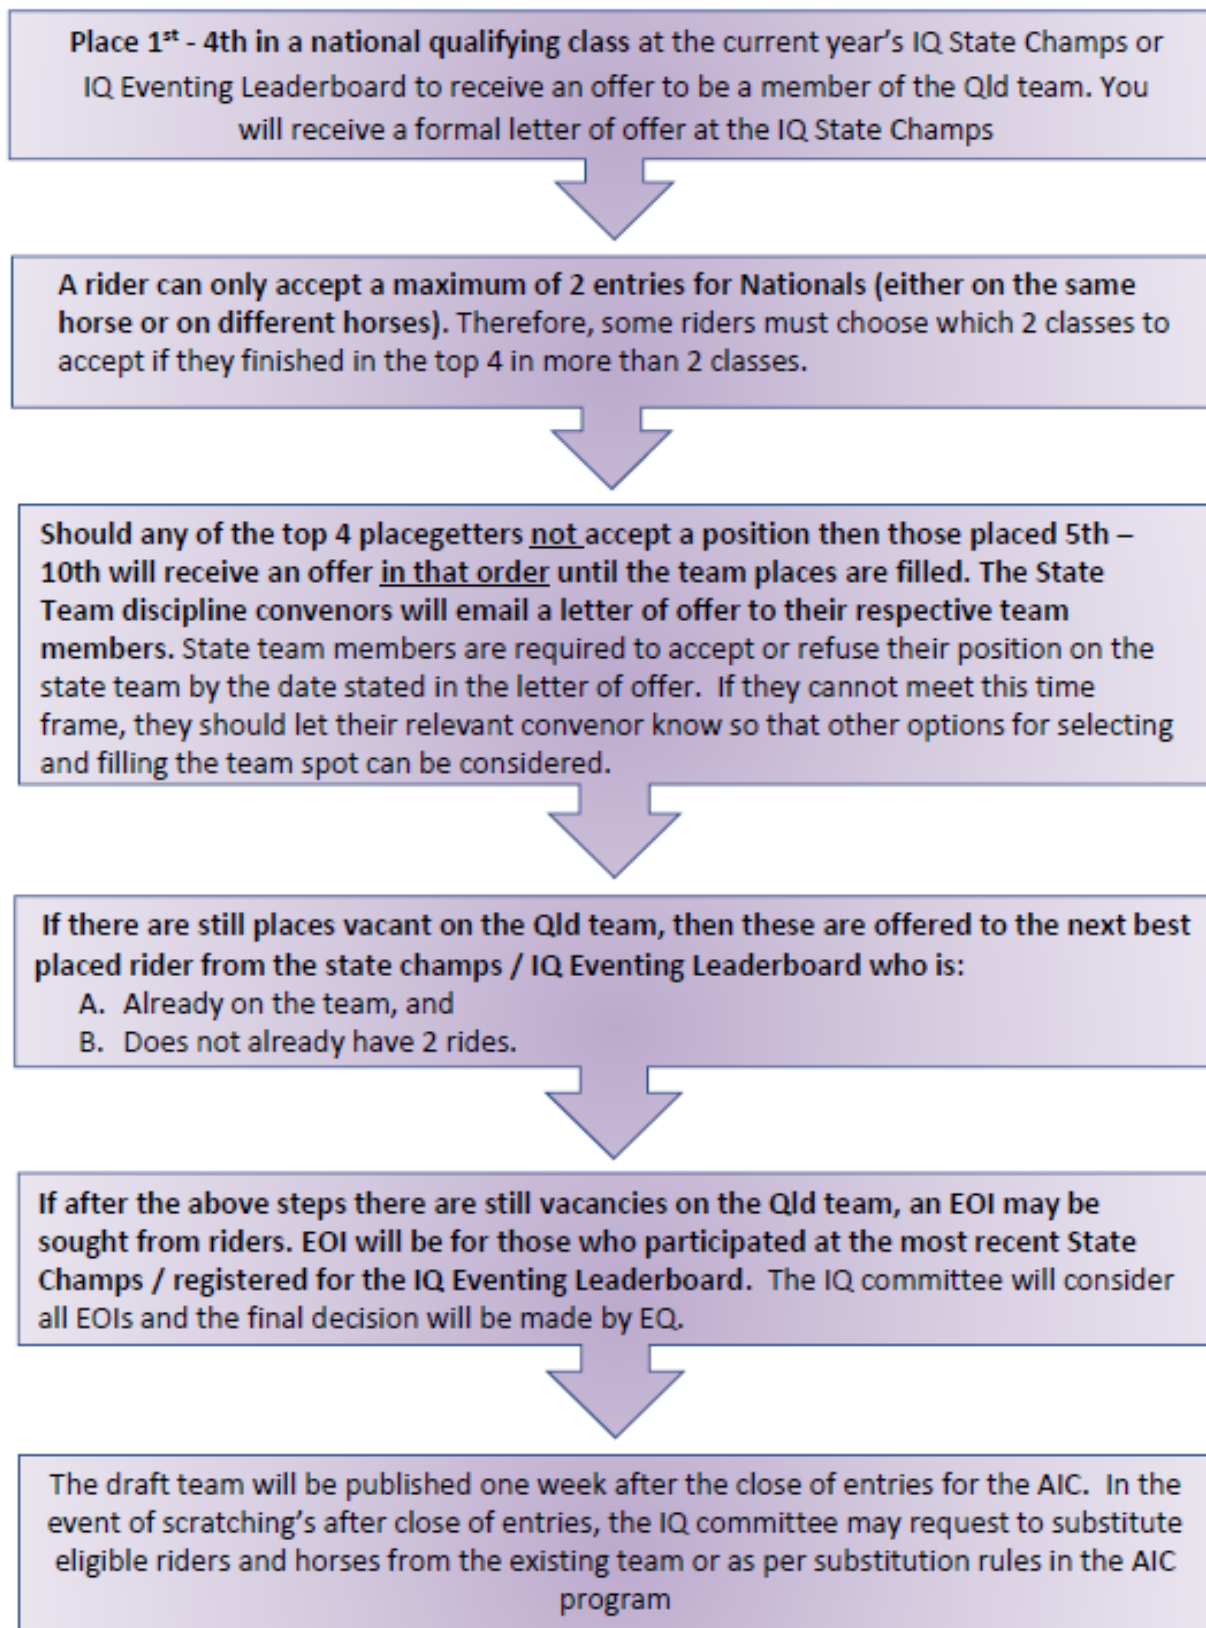 Place 1st - 4th in a national qualifying class at the current year's IQ State Champs or
IQ Eventing Leaderboard to receive an offer to be a member of the Qld team. You
will receive a formal letter of offer at the IQ State Champs
A rider can only accept a maximum of 2 entries for Nationals (either on the same
horse or on different horses). Therefore, some riders must choose which 2 classes to
accept if they finished in the top 4 in more than 2 classes.
Should any of the top 4 placegetters not accept a position then those placed 5th –
10th will receive an offer in that order until the team places are filled. The State
Team discipline convenors will email a letter of offer to their respective team
members. State team members are required to accept or refuse their position on the
state team by the date stated in the letter of offer.  If they cannot meet this time
frame, they should let their relevant convenor know so that other options for selecting
and filling the team spot can be considered.
If there are still places vacant on the Qld team, then these are offered to the next best
placed rider from the state champs / IQ Eventing Leaderboard who is:
A. Already on the team, and
B. Does not already have 2 rides.
If after the above steps there are still vacancies on the Qld team, an EOI may be
sought from riders. EOI will be for those who participated at the most recent State
Champs / registered for the IQ Eventing Leaderboard.  The IQ committee will consider
all EOIs and the final decision will be made by EQ.
The draft team will be published one week after the close of entries for the AIC.  In the
event of scratching's after close of entries, the IQ committee may request to substitute
eligible riders and horses from the existing team or as per substitution rules in the AIC
program